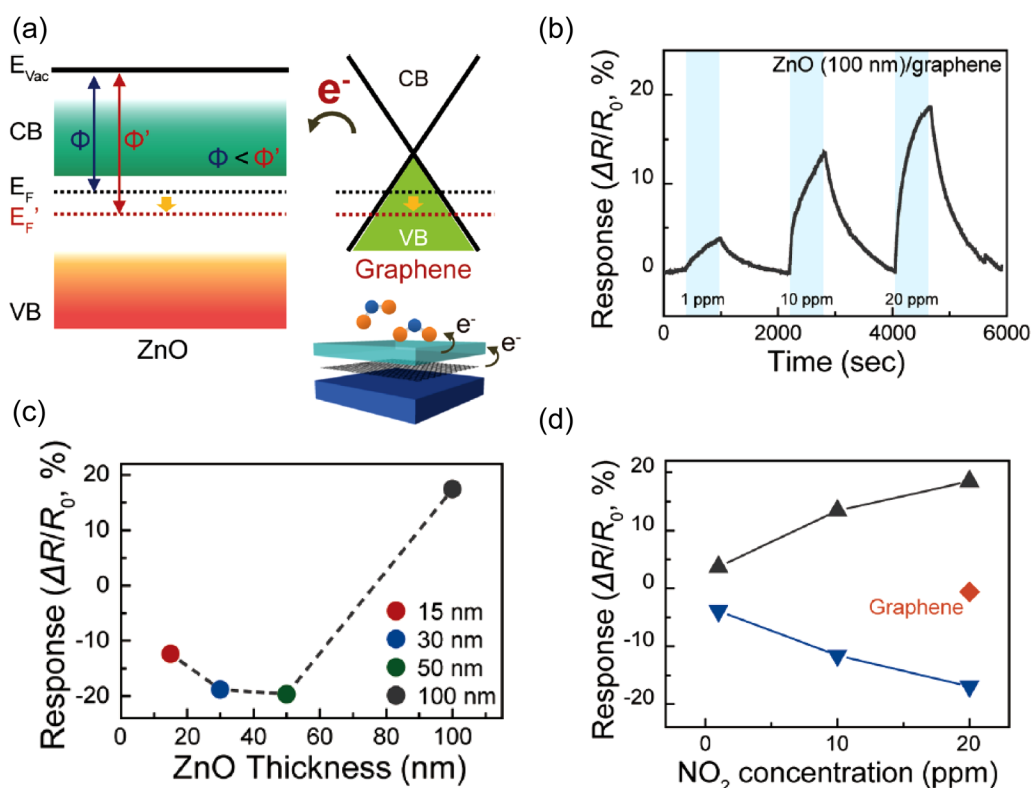 (a)
E_Vac
CB
Φ
Φ'
Φ < Φ'
E_F
E_F'
VB
ZnO
e⁻
CB
VB
Graphene
e⁻
e⁻
(b)
ZnO (100 nm)/graphene
Response (ΔR/R₀, %)
20
10
0
1 ppm
10 ppm
20 ppm
0
2000
4000
6000
Time (sec)
(c)
Response (ΔR/R₀, %)
20
10
0
-10
-20
15 nm
30 nm
50 nm
100 nm
0
20
40
60
80
100
ZnO Thickness (nm)
(d)
Response (ΔR/R₀, %)
20
10
0
-10
-20
Graphene
0
10
20
NO₂ concentration (ppm)